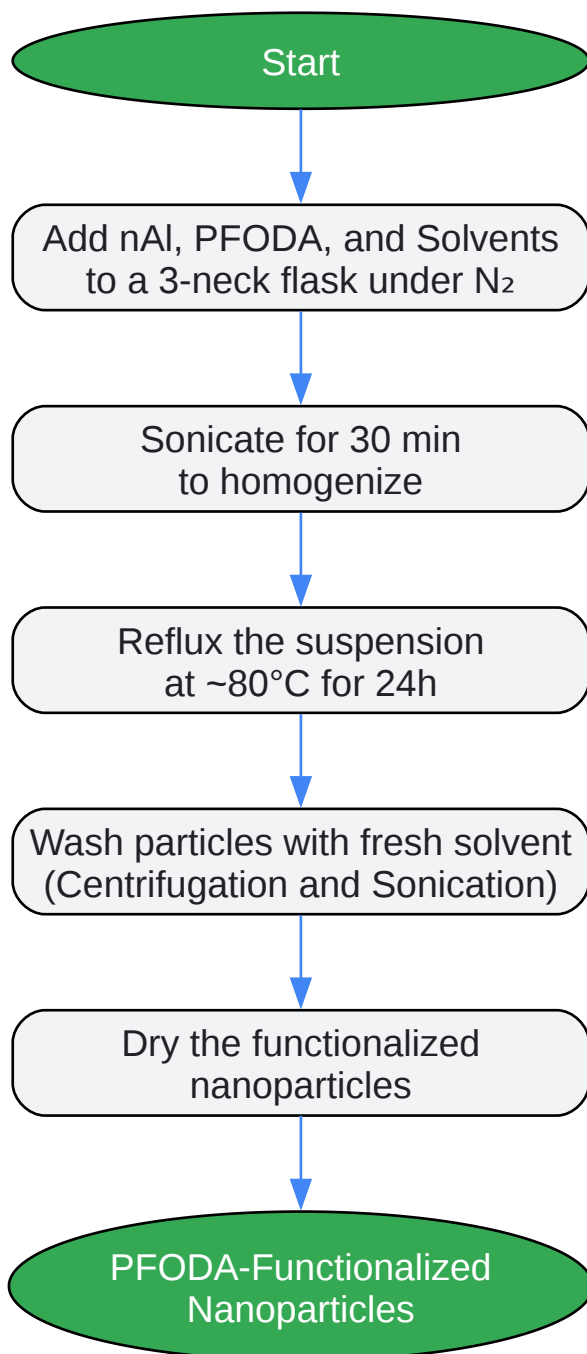 Start
Add nAl, PFODA, and Solvents
to a 3-neck flask under N₂
Sonicate for 30 min
to homogenize
Reflux the suspension
at ~80°C for 24h
Wash particles with fresh solvent
(Centrifugation and Sonication)
Dry the functionalized
nanoparticles
PFODA-Functionalized
Nanoparticles